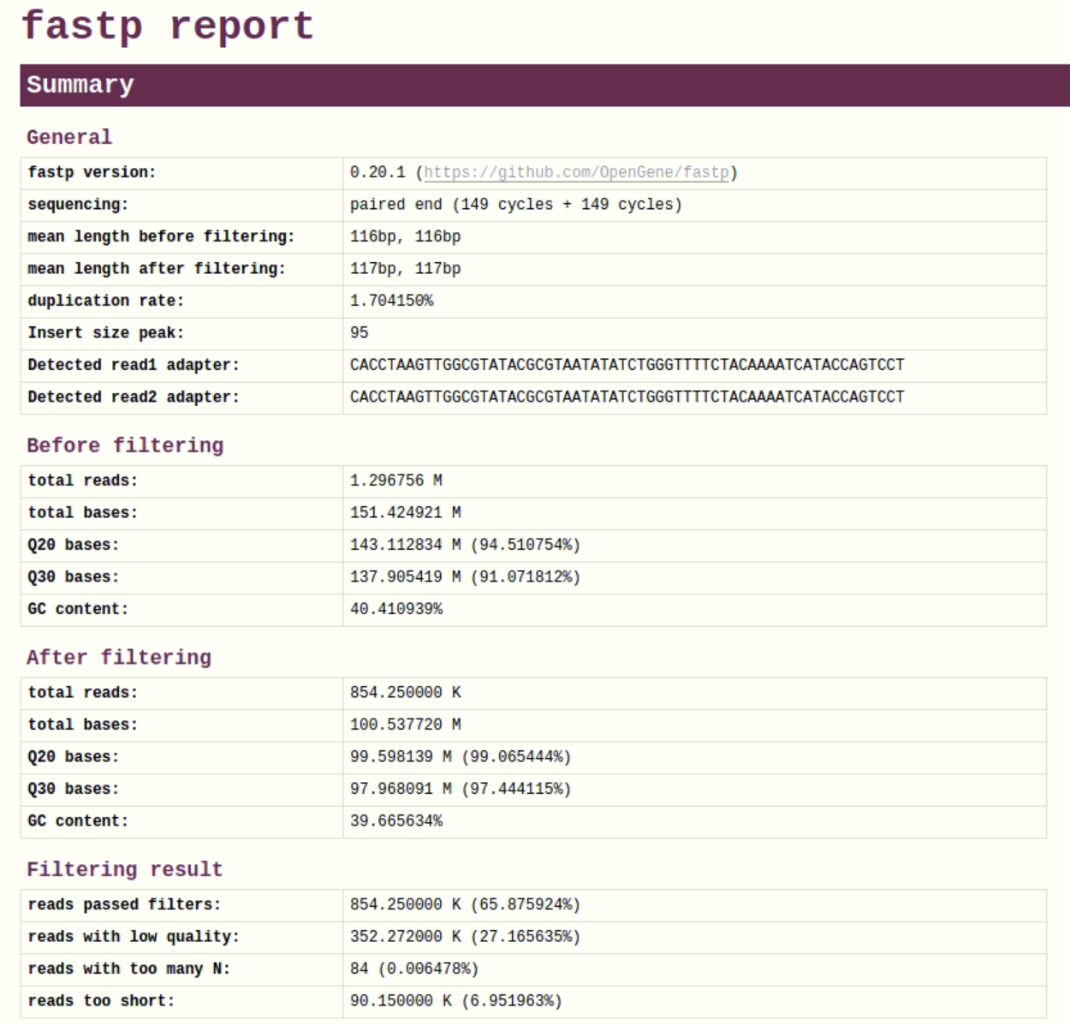 fastp report
Summary
General
fastp version: 0.20.1 (https://github.com/OpenGene/fastp)
sequencing: paired end (149 cycles + 149 cycles)
mean length before filtering: 116bp, 116bp
mean length after filtering: 117bp, 117bp
duplication rate: 1.704150%
Insert size peak: 95
Detected read1 adapter: CACCTAAGTTGGCGTATACGCGTAATATATCTGGGTTTTCTACAAAATCATACCAGTCCT
Detected read2 adapter: CACCTAAGTTGGCGTATACGCGTAATATATCTGGGTTTTCTACAAAATCATACCAGTCCT
Before filtering
total reads: 1.296756 M
total bases: 151.424921 M
Q20 bases: 143.112834 M (94.510754%)
Q30 bases: 137.905419 M (91.071812%)
GC content: 40.410939%
After filtering
total reads: 854.250000 K
total bases: 100.537720 M
Q20 bases: 99.598139 M (99.065444%)
Q30 bases: 97.968091 M (97.444115%)
GC content: 39.665634%
Filtering result
reads passed filters: 854.250000 K (65.875924%)
reads with low quality: 352.272000 K (27.165635%)
reads with too many N: 84 (0.006478%)
reads too short: 90.150000 K (6.951963%)